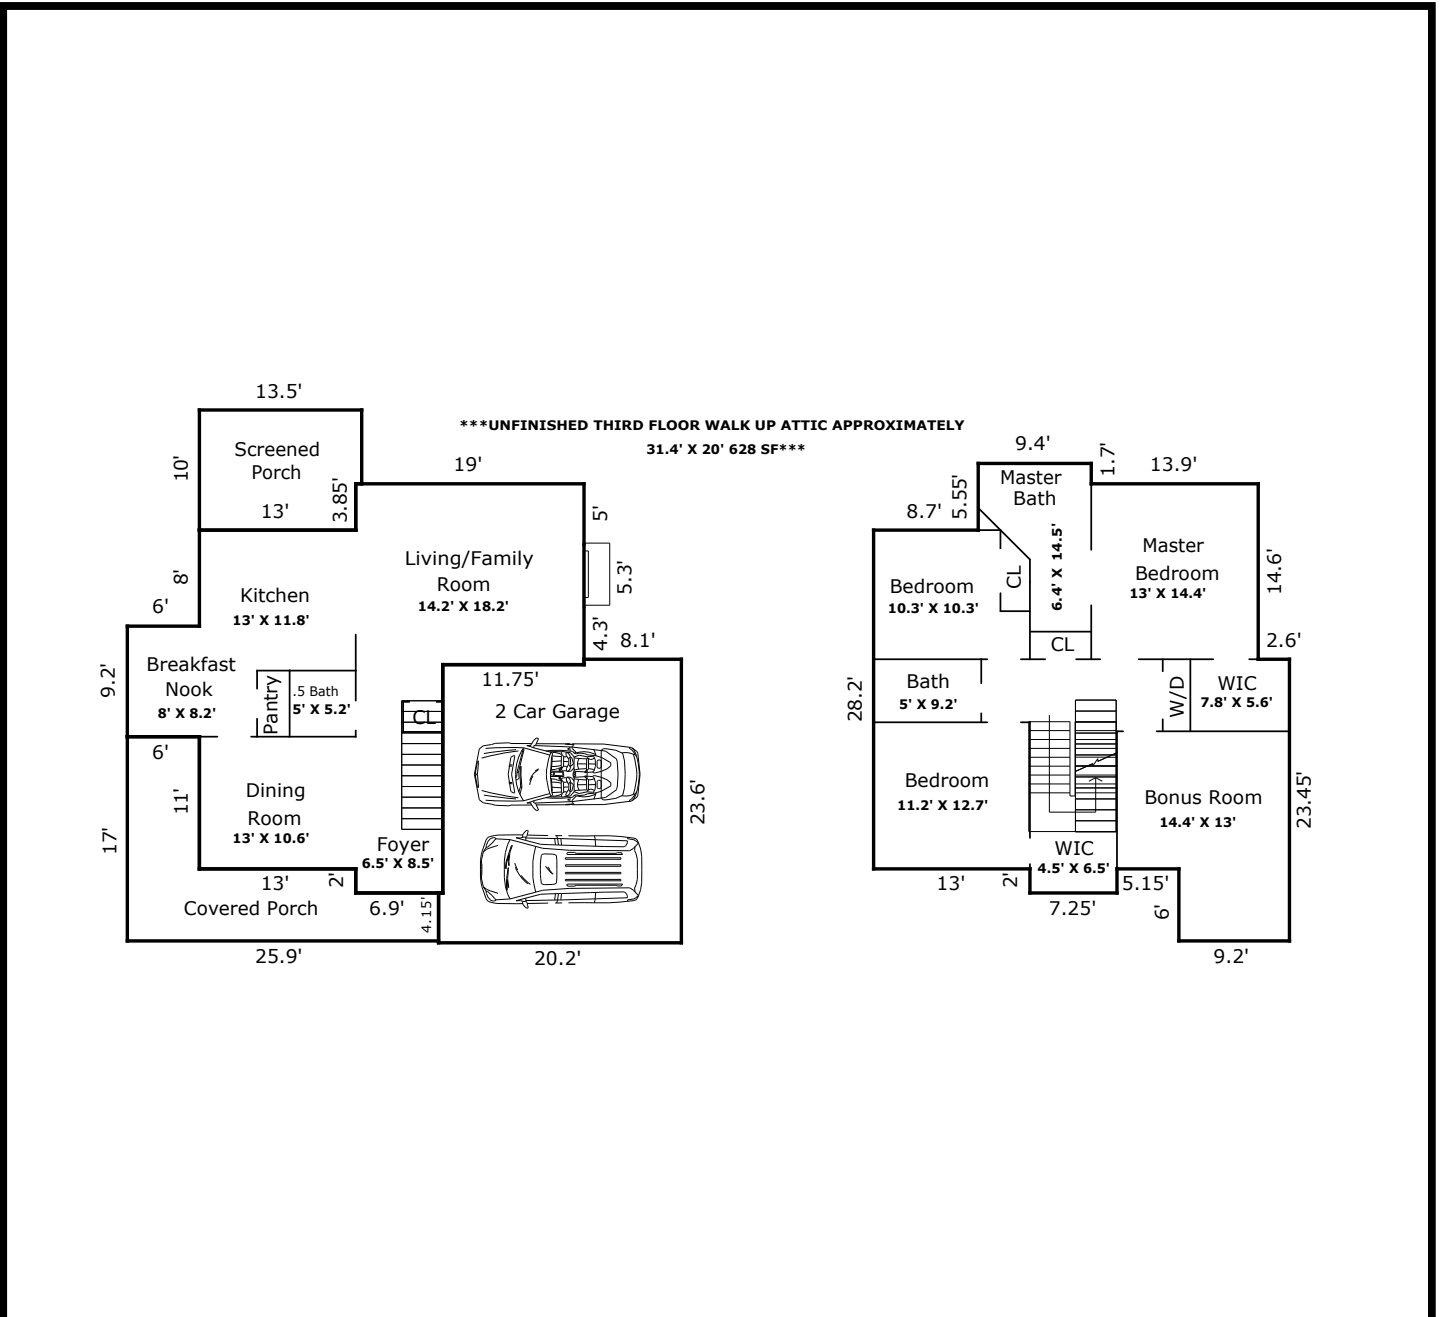 13.5'
***UNFINISHED THIRD FLOOR WALK UP ATTIC APPROXIMATELY
31.4' X 20' 628 SF***
10'
Screened
Porch
13'
3.85'
19'
5'
5.3'
4.3'
8.1'
8'
6'
Kitchen
13' X 11.8'
Living/Family
Room
14.2' X 18.2'
9.2'
Breakfast
Nook
8' X 8.2'
Pantry
.5 Bath
5' X 5.2'
CL
11.75'
2 Car Garage
6'
11'
17'
Dining
Room
13' X 10.6'
Foyer
6.5' X 8.5'
23.6'
13'
2'
6.9'
4.15'
Covered Porch
25.9'
20.2'
9.4'
1.7'
13.9'
5.55'
8.7'
Master
Bath
6.4' X 14.5'
Master
Bedroom
13' X 14.4'
14.6'
2.6'
Bedroom
10.3' X 10.3'
CL
CL
28.2'
Bath
5' X 9.2'
W/D
WIC
7.8' X 5.6'
Bedroom
11.2' X 12.7'
Bonus Room
14.4' X 13'
23.45'
WIC
4.5' X 6.5'
13'
2'
7.25'
5.15'
6'
9.2'